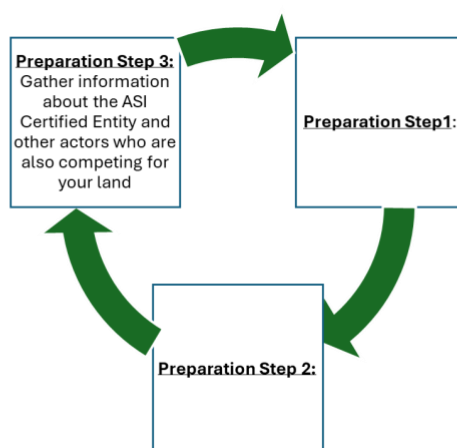 Preparation Step 3:
Gather information
about the ASI
Certified Entity and
other actors who are
also competing for
your land
Preparation Step1:
Preparation Step 2: